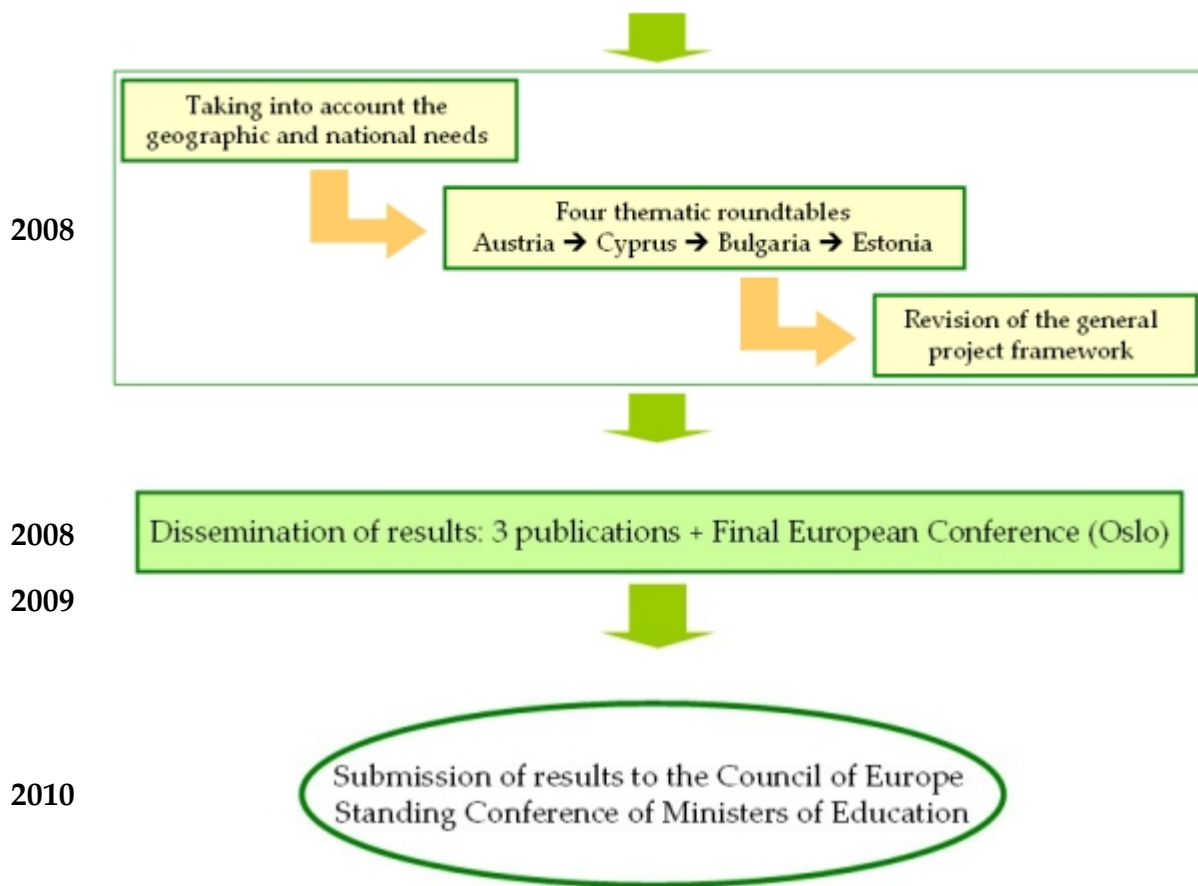 Taking into account the
geographic and national needs
2008
Four thematic roundtables
Austria → Cyprus → Bulgaria → Estonia
Revision of the general
project framework
2008
Dissemination of results: 3 publications + Final European Conference (Oslo)
2009
2010
Submission of results to the Council of Europe
Standing Conference of Ministers of Education